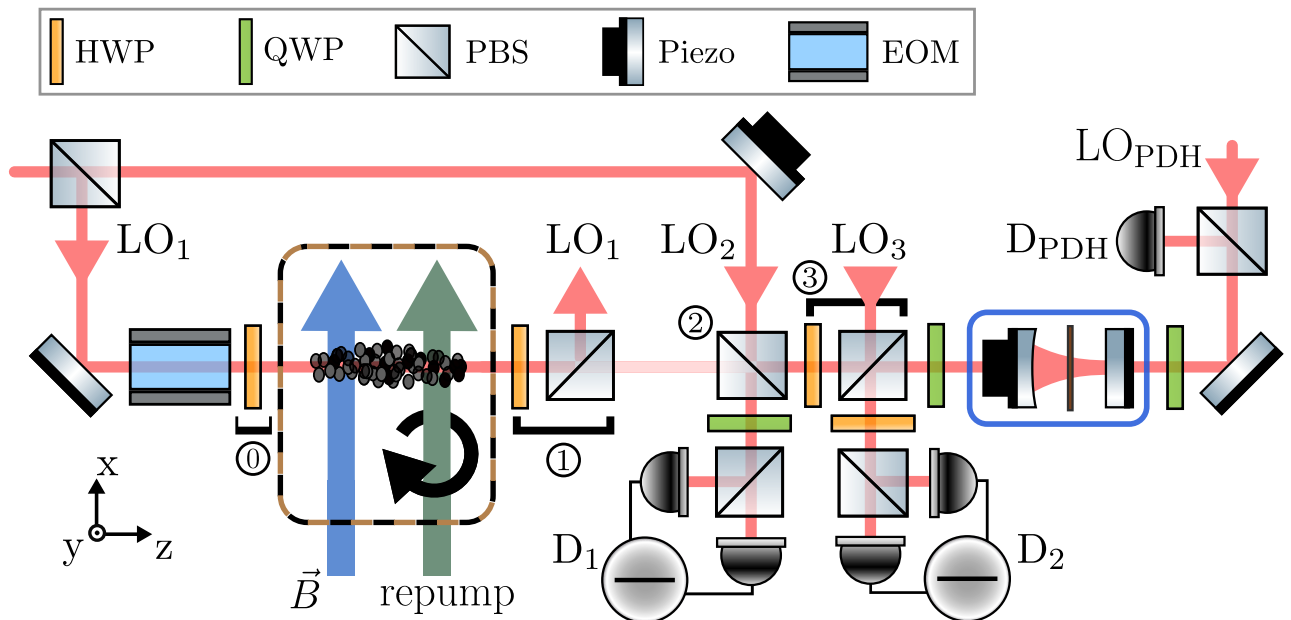 HWP QWP PBS Piezo EOM
LO_PDH
LO₁ LO₁ LO₂ LO₃ D_PDH
③
②
⓪ ①
x
y z
D₁ D₂
B⃗ repump